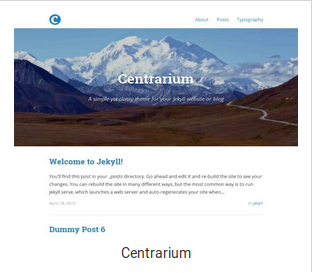 C
About Posts Typography
Centrarium
A simple yet classy theme for your Jekyll website or blog
Welcome to Jekyll!
You'll find this post in your _posts directory. Go ahead and edit it and re-build the site to see your
changes. You can rebuild the site in many different ways, but the most common way is to run
jekyll serve, which launches a web server and auto-regenerates your site when...
April 18, 2015 in jekyll
Dummy Post 6
Centrarium